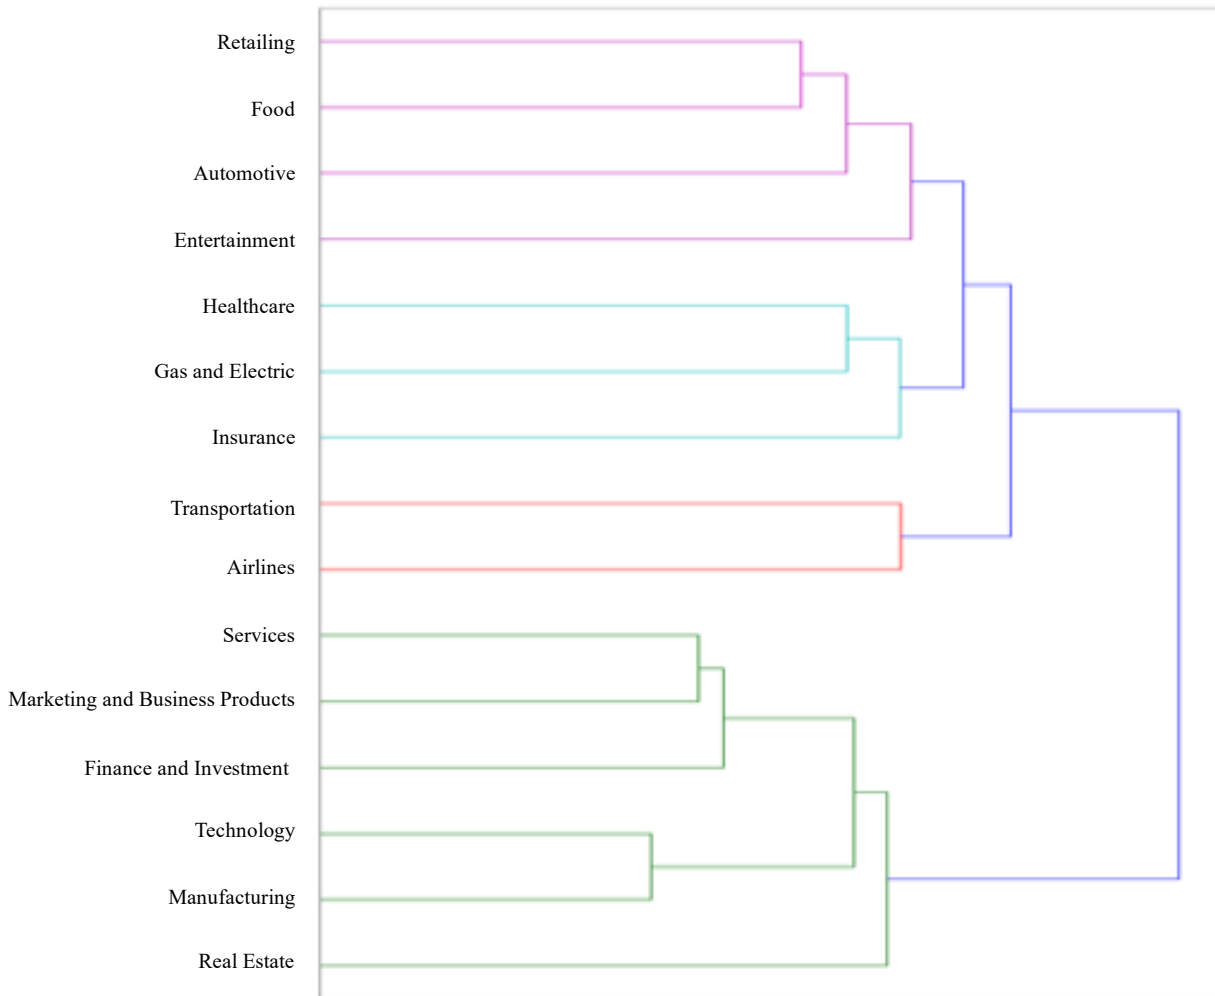 Retailing
Food
Automotive
Entertainment
Healthcare
Gas and Electric
Insurance
Transportation
Airlines
Services
Marketing and Business Products
Finance and Investment
Technology
Manufacturing
Real Estate